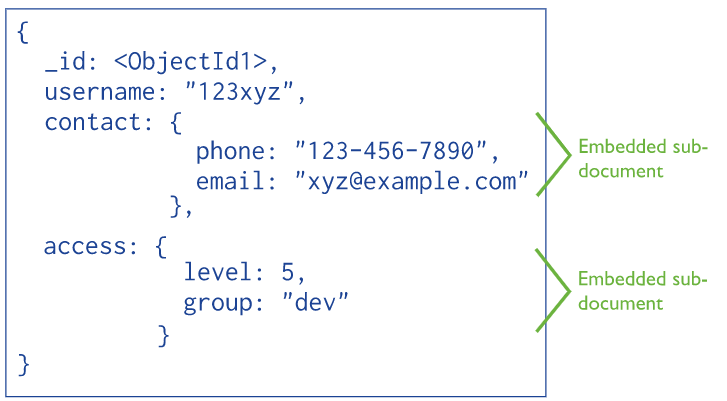 {
_id: <ObjectId1>,
username: "123xyz",
contact: {
phone: "123-456-7890",
email: "xyz@example.com"
},
access: {
level: 5,
group: "dev"
}
}
Embedded sub-
document
Embedded sub-
document